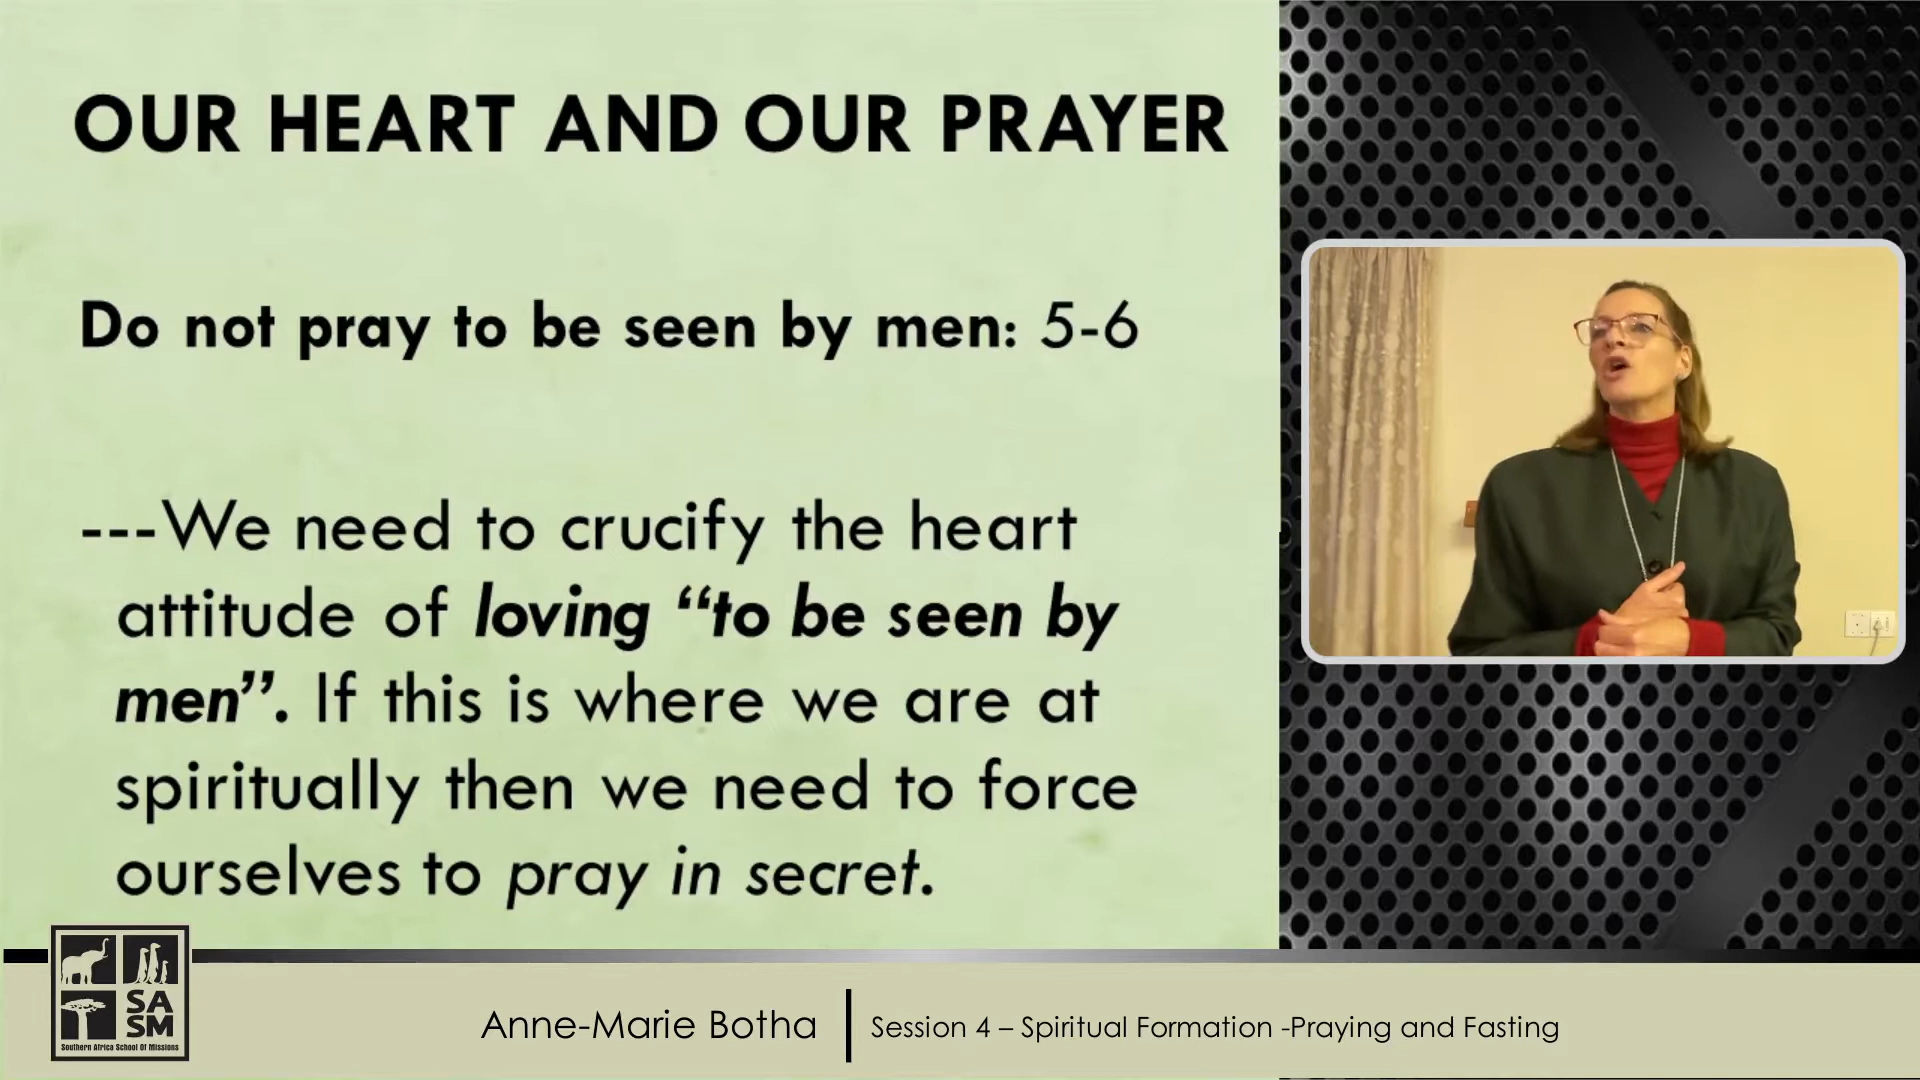 OUR HEART AND OUR PRAYER
Do not pray to be seen by men: 5-6
---We need to crucify the heart
attitude of loving “to be seen by
men”. If this is where we are at
spiritually then we need to force
ourselves to pray in secret.
SA
SM
Southern Africa School Of Missions
Anne-Marie Botha
Session 4 – Spiritual Formation -Praying and Fasting